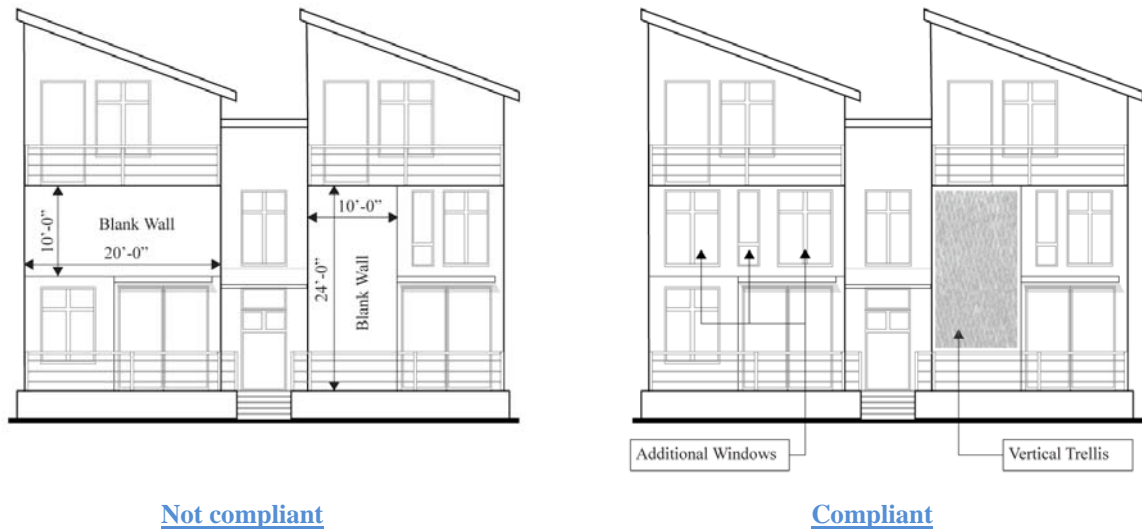 10’-0”
Blank Wall
20’-0”
10’-0”
24’-0”
Blank Wall
Additional Windows
Vertical Trellis
Not compliant
Compliant